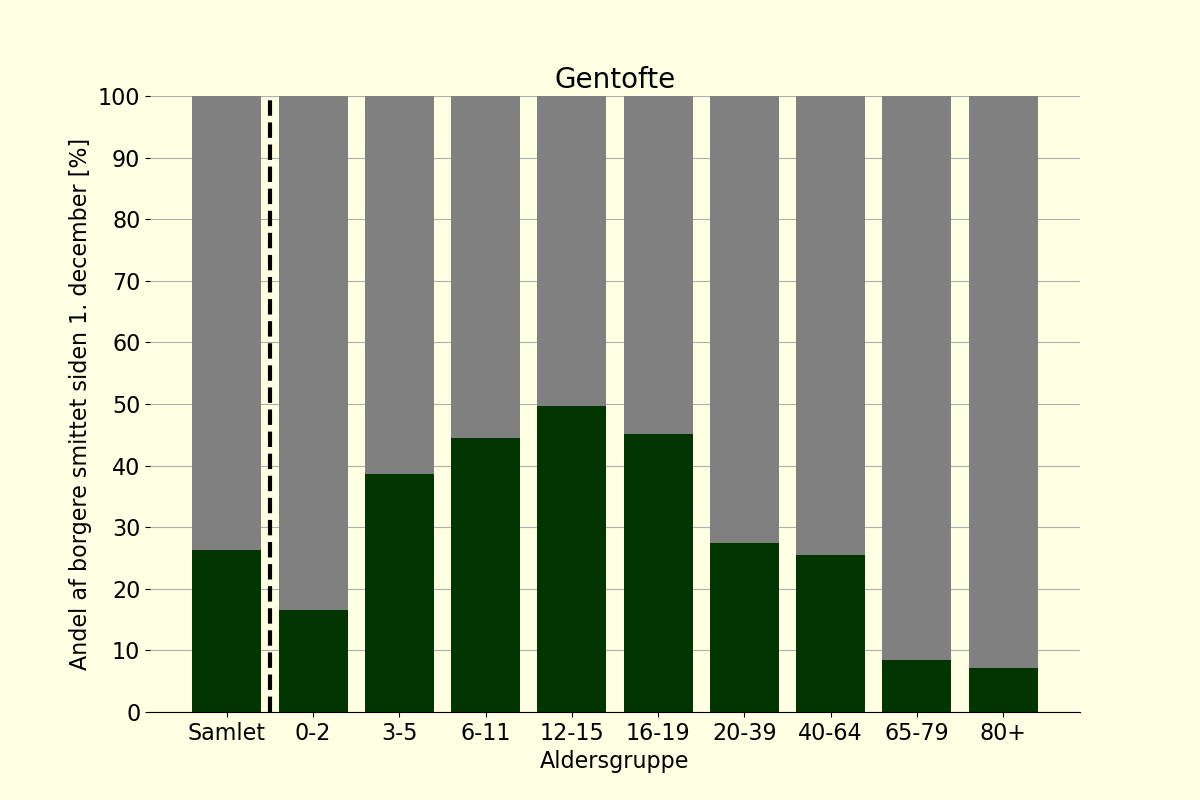 Gentofte
Andel af borgere smittet siden 1. december [%]
100
90
80
70
60
50
40
30
20
10
0
Samlet 0-2 3-5 6-11 12-15 16-19 20-39 40-64 65-79 80+
Aldersgruppe